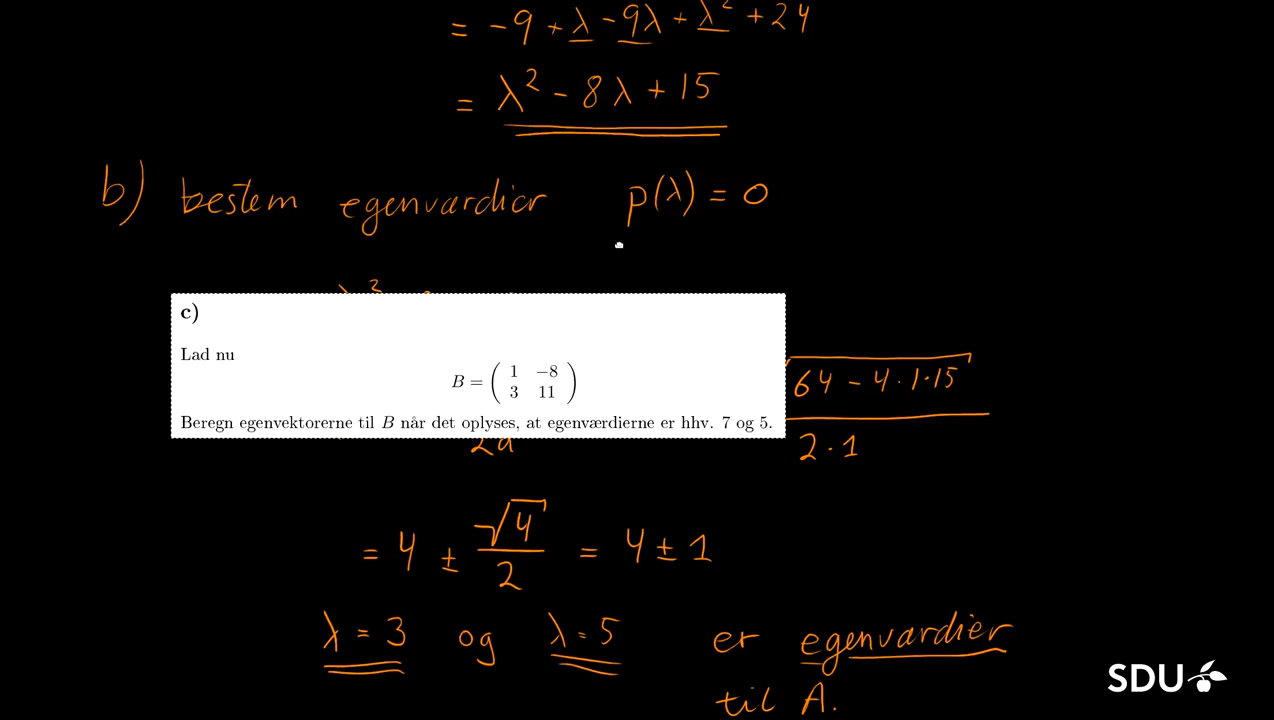 = -9 + λ - 9λ + λ² + 24
= λ² - 8λ + 15
b) bestem egenværdier p(λ) = 0
c)
Lad nu
B = ( 1 -8
3 11 )
Beregn egenvektorerne til B når det oplyses, at egenværdierne er hhv. 7 og 5.
√64 - 4·1·15
2a 2·1
= 4 ± √4/2 = 4 ± 1
λ = 3 og λ = 5 er egenværdier
til A.
SDU